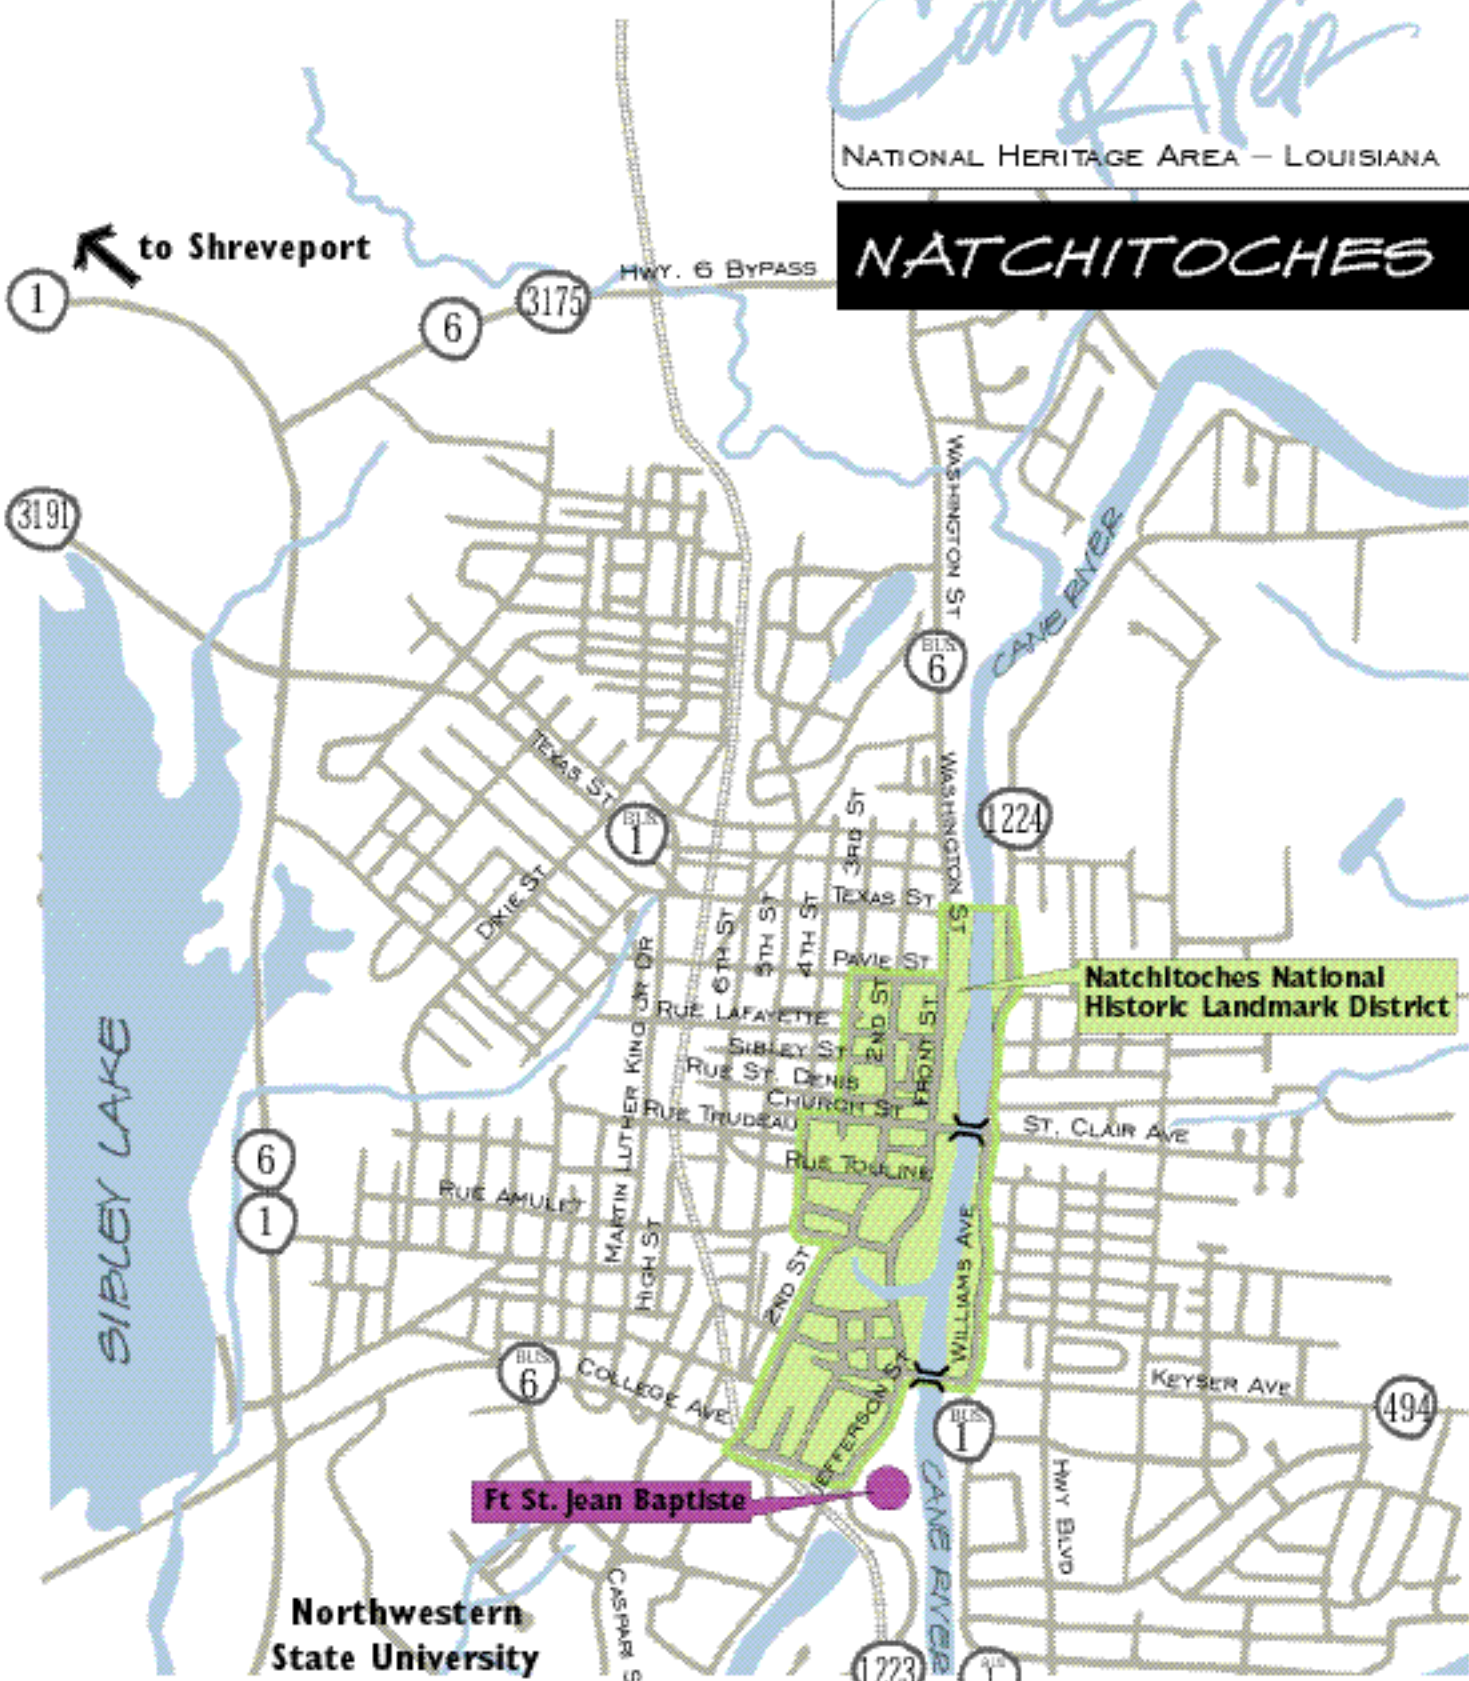 Cane
River
NATIONAL HERITAGE AREA – LOUISIANA
NATCHITOCHES
to Shreveport
1
6
3175
HWY. 6 BYPASS
3191
WASHINGTON ST
CANE RIVER
BUS.
6
TEXAS ST
WASHINGTON ST
1224
BUS.
1
3RD ST
DIXIE ST
TEXAS ST
6TH ST
5TH ST
4TH ST
PAVIE ST
Natchitoches National
Historic Landmark District
2ND ST
FRONT ST
RUE LAFAYETTE
SIBLEY ST
RUE ST. DENIS
CHURCH ST
RUE TRUDEAU
ST. CLAIR AVE
MARTIN LUTHER KING JR DR
SIBLEY LAKE
6
1
RUE TOULINE
RUE AMULET
HIGH ST
2ND ST
WILLIAMS AVE
BUS.
6
COLLEGE AVE
JEFFERSON ST
KEYSER AVE
494
BUS.
1
Ft St. Jean Baptiste
CANE RIVER
HWY BLVD
CASPARI S
Northwestern
State University
1223
BUS.
1